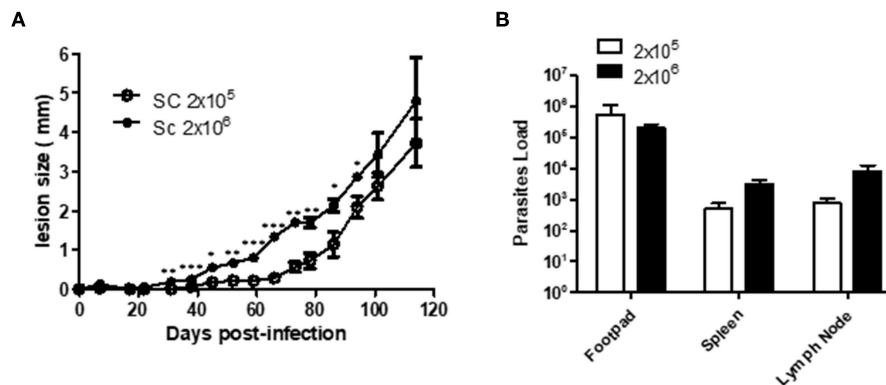 A
B
lesion size ( mm)
6
5
4
3
2
1
0
SC 2x10⁵
Sc 2x10⁶
** ** * ** *** *** ** ** * *
0 20 40 60 80 100 120
Days post-infection
2x10⁵
2x10⁶
Parasites Load
10⁷
10⁶
10⁵
10⁴
10³
10²
10¹
10⁰
Footpad
Spleen
Lymph Node